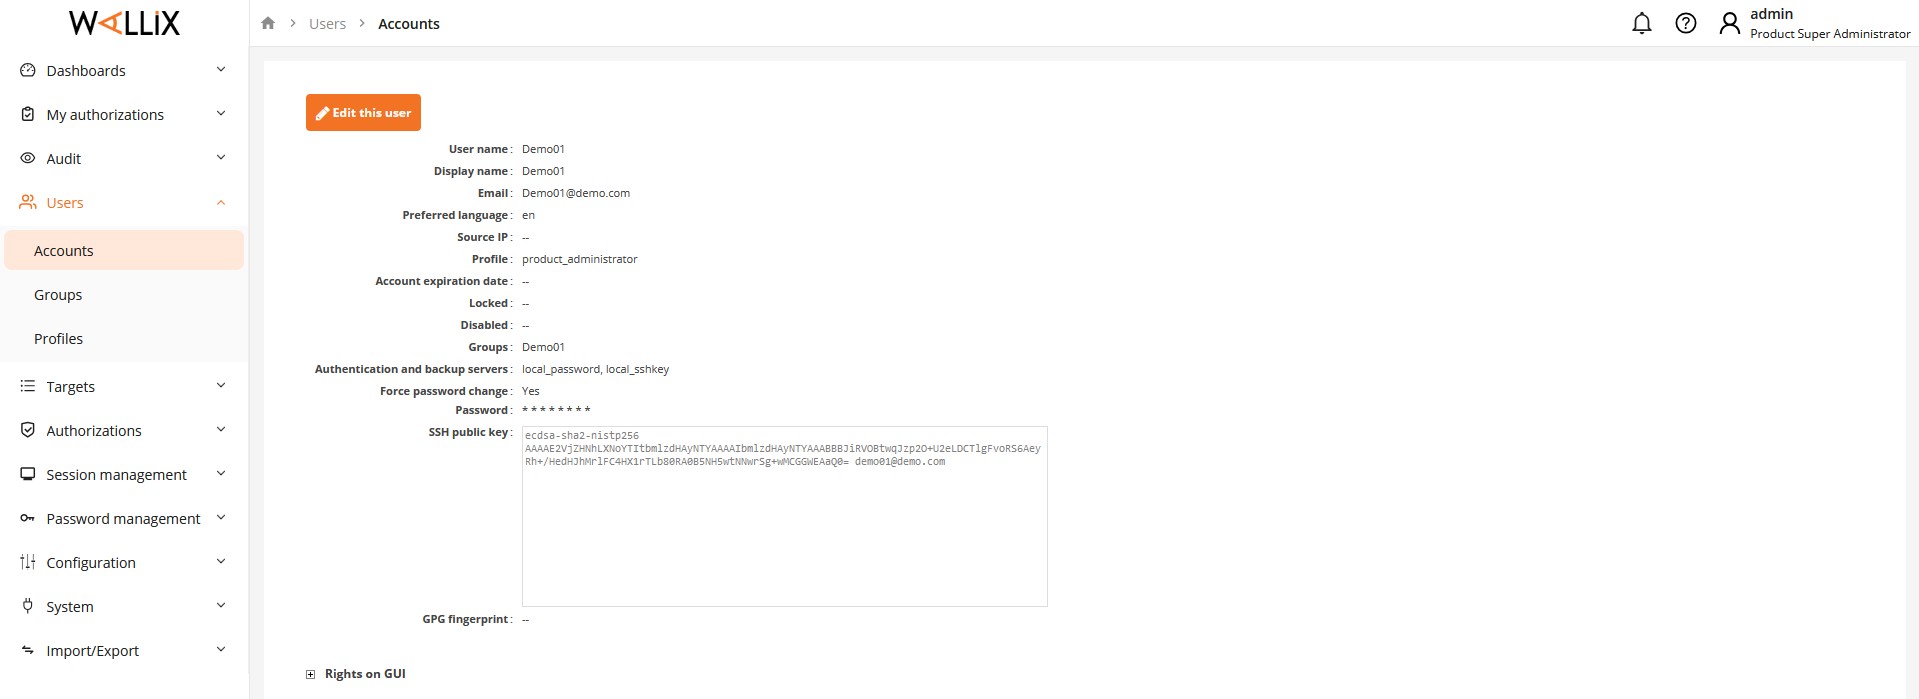 WALLIX
Users
Accounts
admin
Product Super Administrator
Dashboards
My authorizations
Audit
Users
Accounts
Groups
Profiles
Targets
Authorizations
Session management
Password management
Configuration
System
Import/Export
Edit this user
User name: Demo01
Display name: Demo01
Email: Demo01@demo.com
Preferred language: en
Source IP: --
Profile: product_administrator
Account expiration date: --
Locked: --
Disabled: --
Groups: Demo01
Authentication and backup servers: local_password, local_sshkey
Force password change: Yes
Password: * * * * * * * *
SSH public key: ecdsa-sha2-nistp256
AAAAE2VjZHNhLXNoYTItbmlzdHAyNTYAAAAIbmlzdHAyNTYAAABBBJiRVOBtwqJzp2O+U2eLDCTlgFvoRS6Aey
Rh+/HedHJhMrlFC4HX1rTLb80RA0B5NH5wtNNwrSg+wMCGGWEAaQ0= demo01@demo.com
GPG fingerprint: --
Rights on GUI